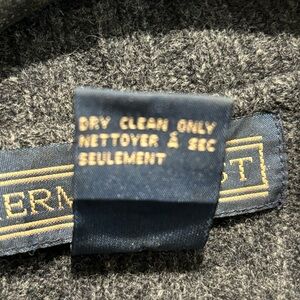 DRY CLEAN ONLY
NETTOYER À SEC
SEULEMENT